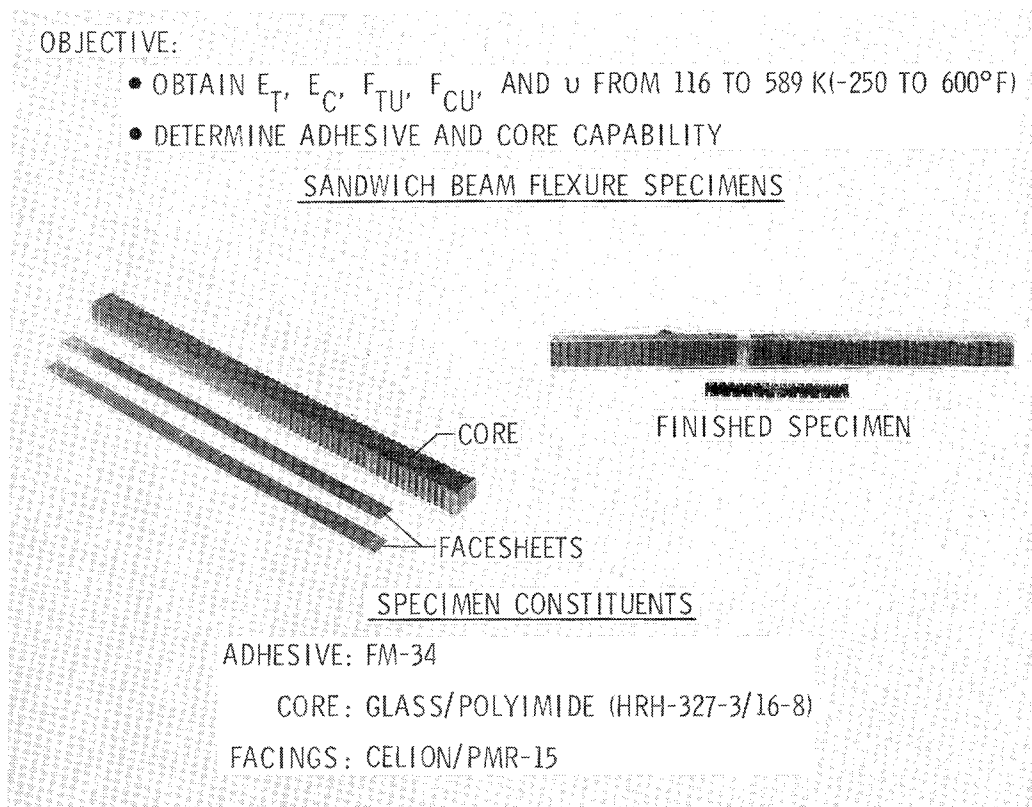 OBJECTIVE:
• OBTAIN E_T, E_C, F_TU, F_CU, AND υ FROM 116 TO 589 K(-250 TO 600°F)
• DETERMINE ADHESIVE AND CORE CAPABILITY
SANDWICH BEAM FLEXURE SPECIMENS
CORE
FINISHED SPECIMEN
FACESHEETS
SPECIMEN CONSTITUENTS
ADHESIVE: FM-34
CORE: GLASS/POLYIMIDE (HRH-327-3/16-8)
FACINGS: CELION/PMR-15